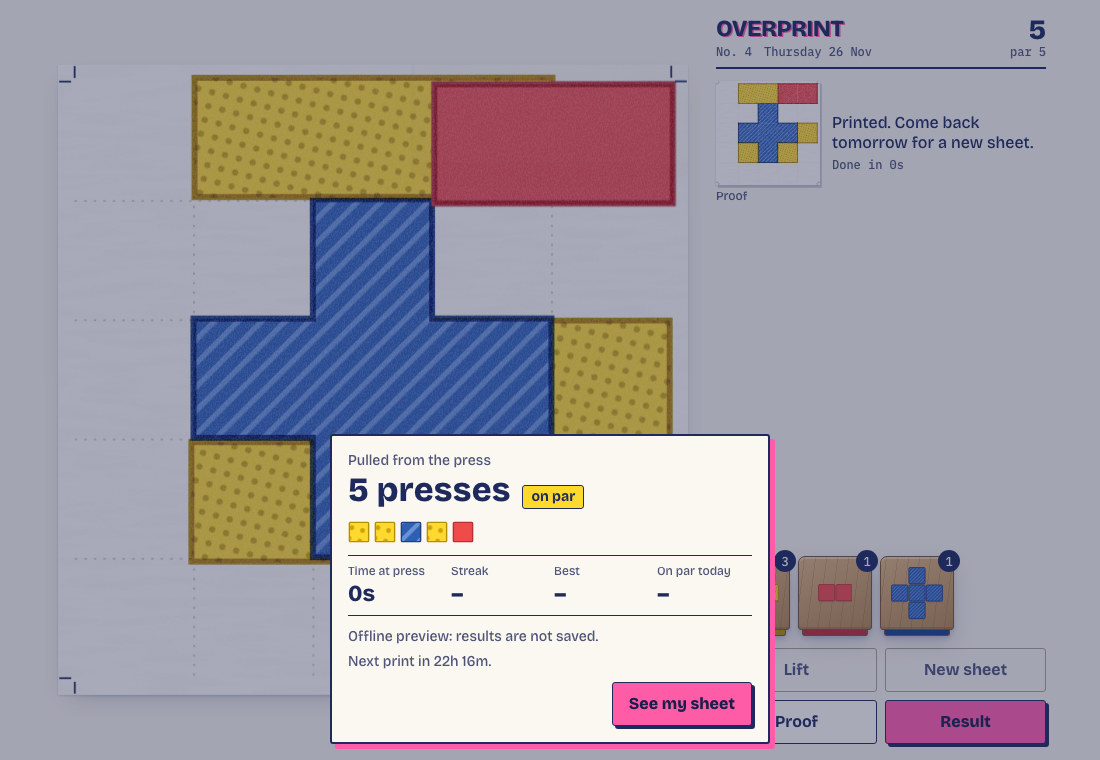 OVERPRINT
5
No. 4 Thursday 26 Nov
par 5
Printed. Come back
tomorrow for a new sheet.
Done in 0s
Proof
Pulled from the press
5 presses
on par
Time at press
Streak
Best
On par today
0s
–
–
–
Offline preview: results are not saved.
Next print in 22h 16m.
See my sheet
3
1
1
Lift
New sheet
Proof
Result